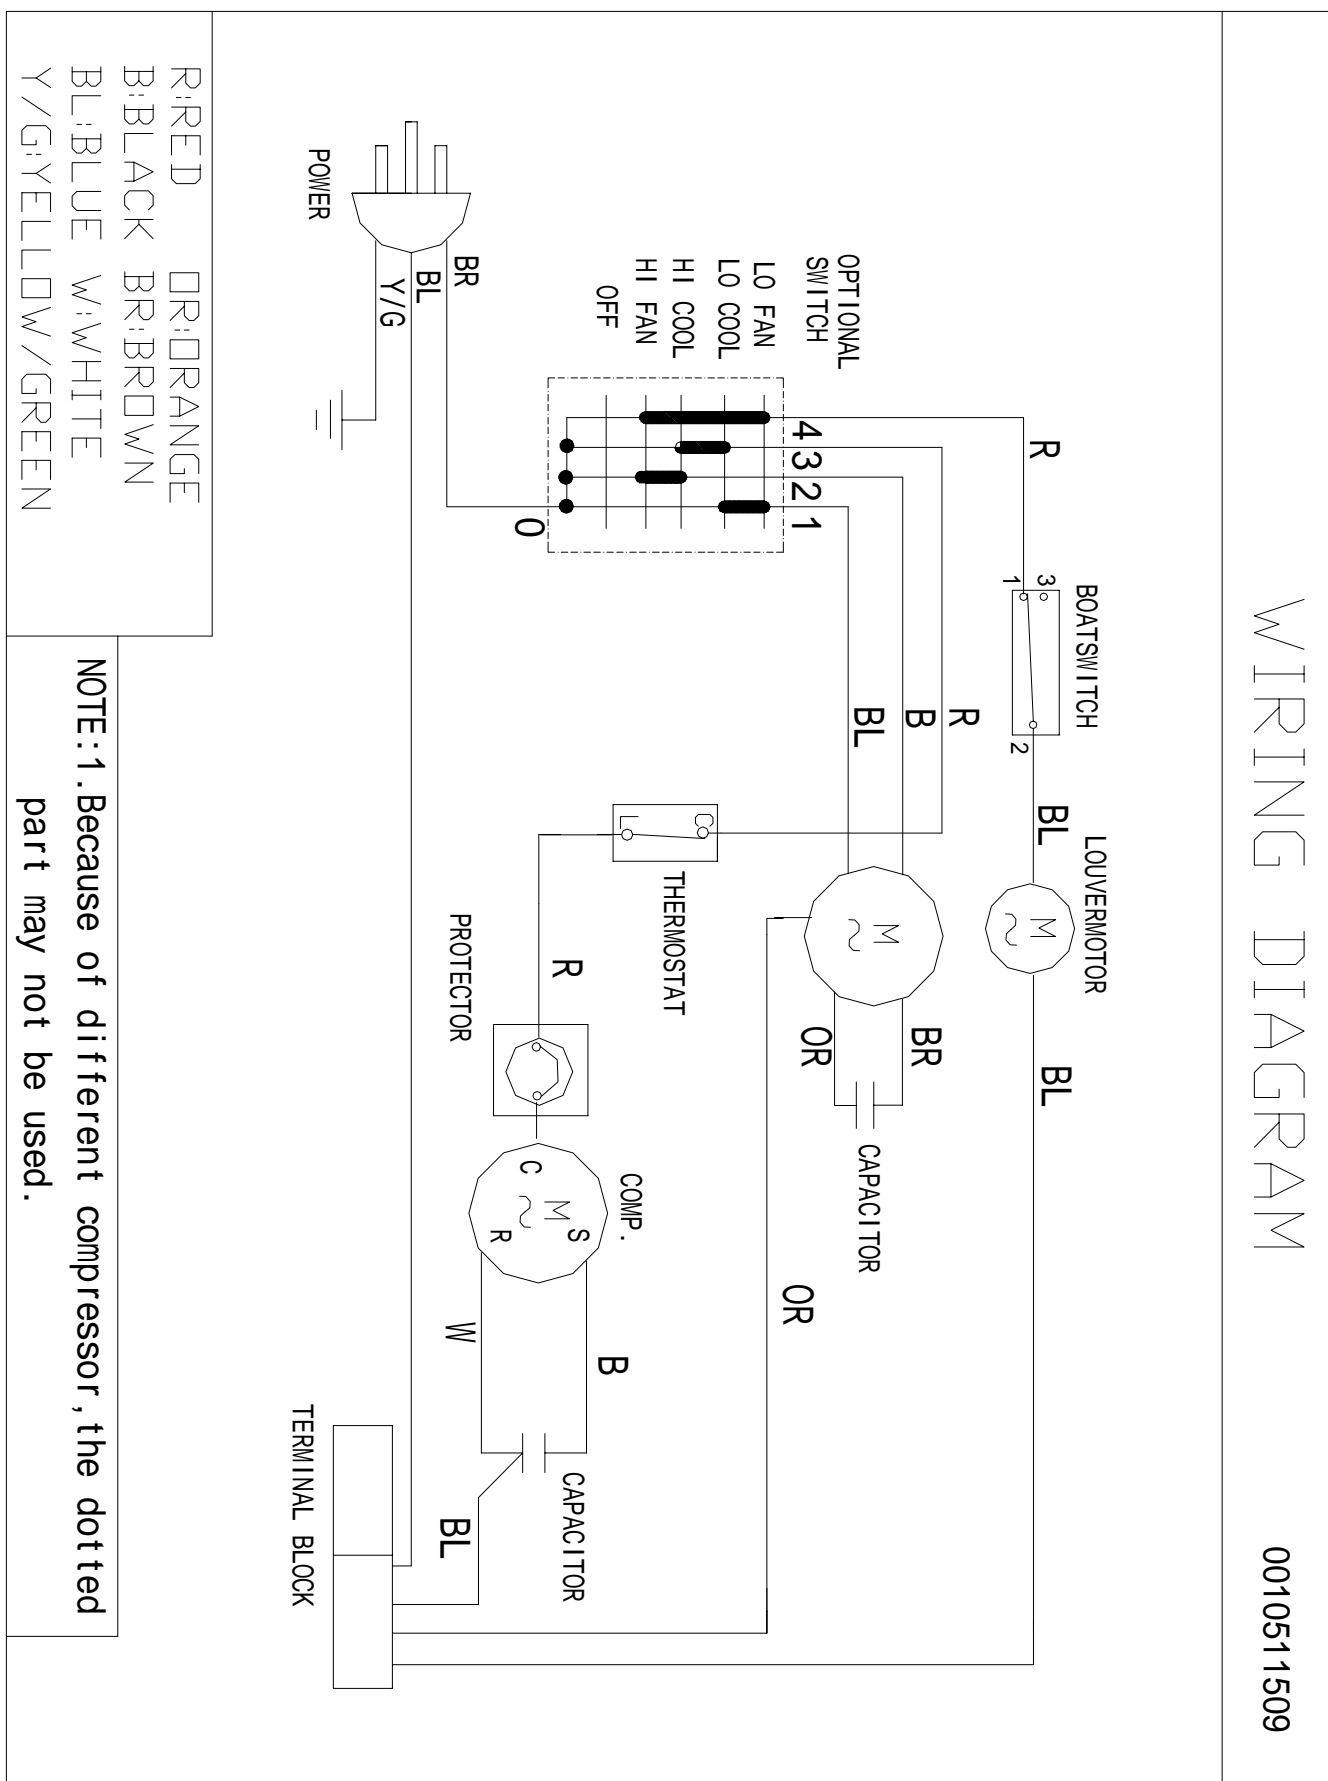 WIRING DIAGRAM
0010511509
OPTIONAL
SWITCH
LO FAN
LO COOL
HI COOL
HI FAN
OFF
4
3
2
1
0
R
BOATSWITCH
3
1
2
BL
LOUVERMOTOR
M
BL
R
B
BL
M
BR
OR
CAPACITOR
OR
THERMOSTAT
C
L
R
PROTECTOR
COMP.
C
M
S
R
W
B
CAPACITOR
BL
TERMINAL BLOCK
POWER
BR
BL
Y/G
R:RED OR:ORANGE
B:BLACK BR:BROWN
BL:BLUE W:WHITE
Y/G:YELLOW/GREEN
NOTE:1.Because of different compressor,the dotted
part may not be used.